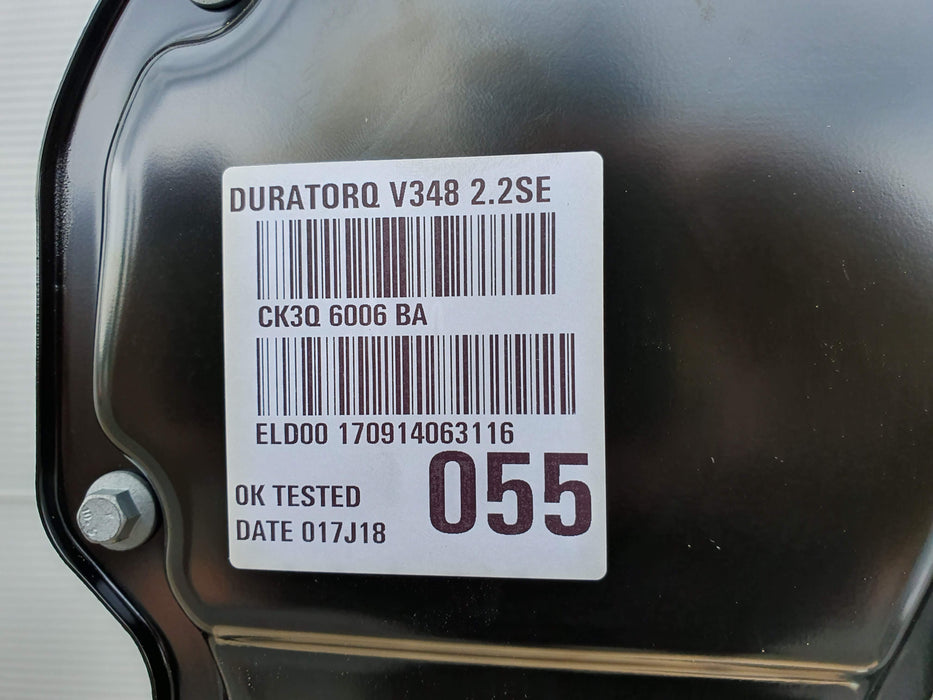 DURATORQ V348 2.2SE
CK3Q 6006 BA
ELD00 170914063116
055
OK TESTED
DATE 017J18